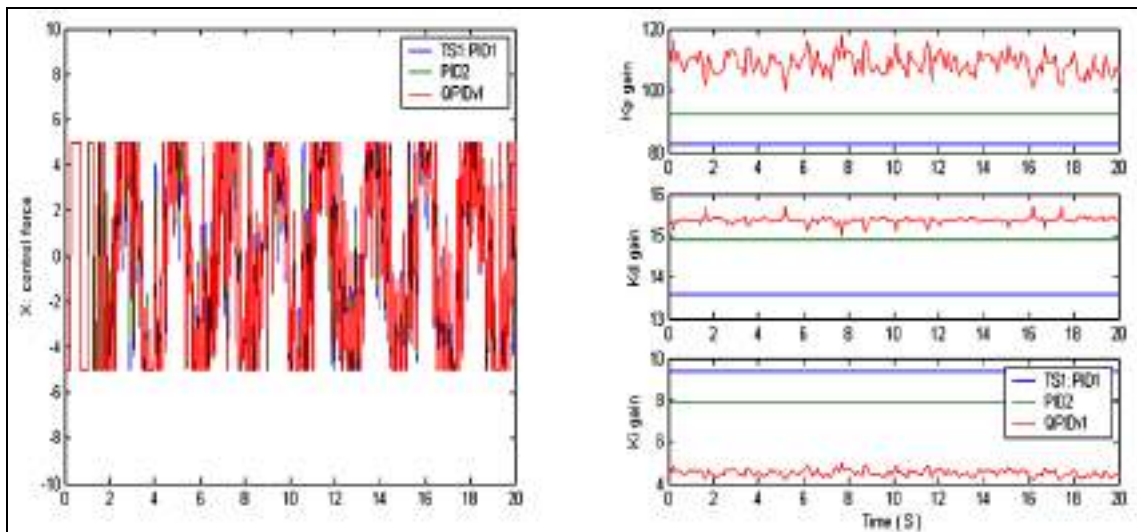 X: control force
10
8
6
4
2
0
-2
-4
-6
-8
-10
0 2 4 6 8 10 12 14 16 18 20
TS1: PID1
PID2
QPIDv1
Kp gain
120
100
80
0 2 4 6 8 10 12 14 16 18 20
Kd gain
16
15
14
13
0 2 4 6 8 10 12 14 16 18 20
Ki gain
10
8
6
4
TS1: PID1
PID2
QPIDv1
0 2 4 6 8 10 12 14 16 18 20
Time ( S )